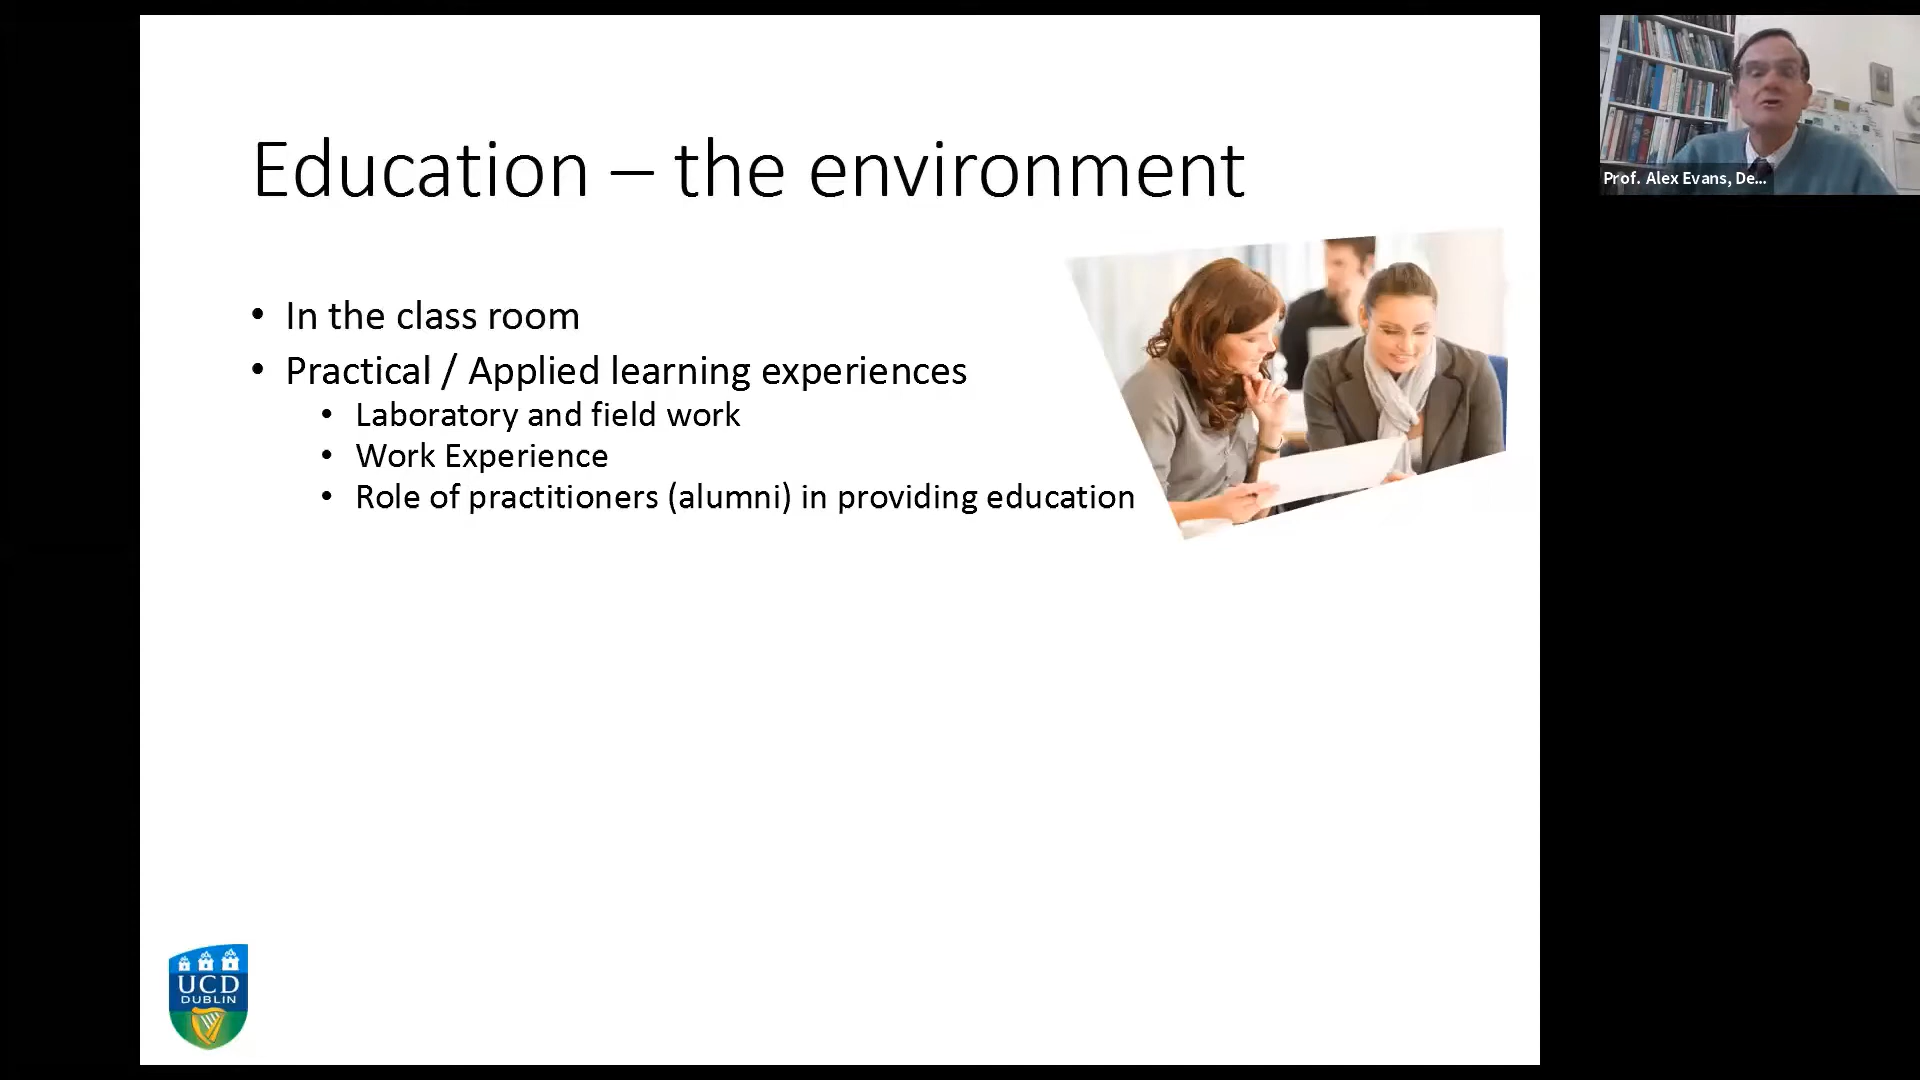 Education – the environment
• In the class room
• Practical / Applied learning experiences
• Laboratory and field work
• Work Experience
• Role of practitioners (alumni) in providing education
Prof. Alex Evans, De...
UCD
DUBLIN